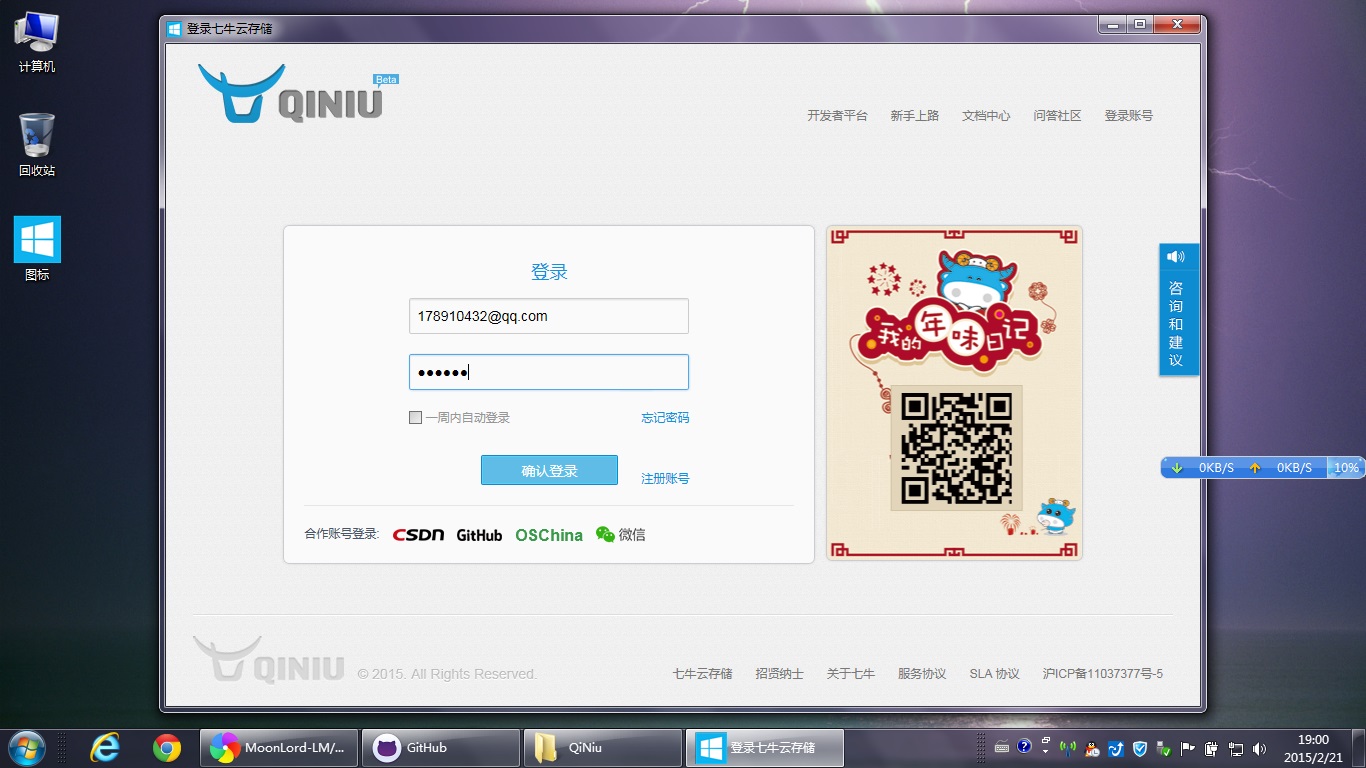 计算机
回收站
图标
登录七牛云存储
QINIU
Beta
开发者平台 新手上路 文档中心 问答社区 登录账号
登录
178910432@qq.com
●●●●●●
一周内自动登录 忘记密码
确认登录 注册账号
合作账号登录: CSDN GitHub OSChina 微信
我的年味日记
咨询和建议
0KB/S 0KB/S 10%
QINIU © 2015. All Rights Reserved.
七牛云存储 招贤纳士 关于七牛 服务协议 SLA 协议 沪ICP备11037377号-5
MoonLord-LM/... GitHub QiNiu 登录七牛云存储
19:00
2015/2/21